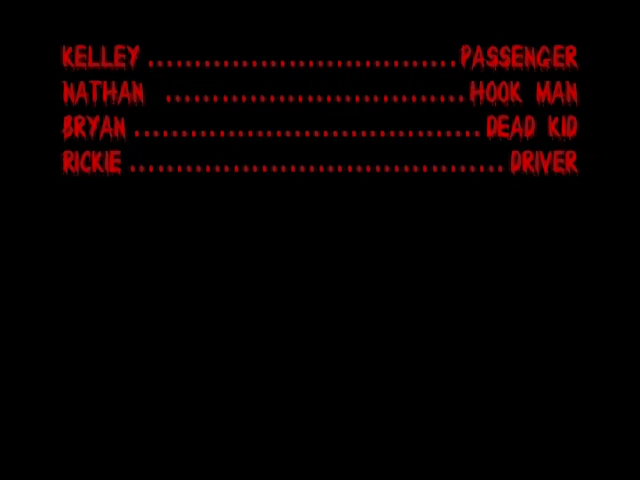 KELLEY ................................. PASSENGER
NATHAN ................................ HOOK MAN
BRYAN ..................................... DEAD KID
RICKIE ........................................ DRIVER